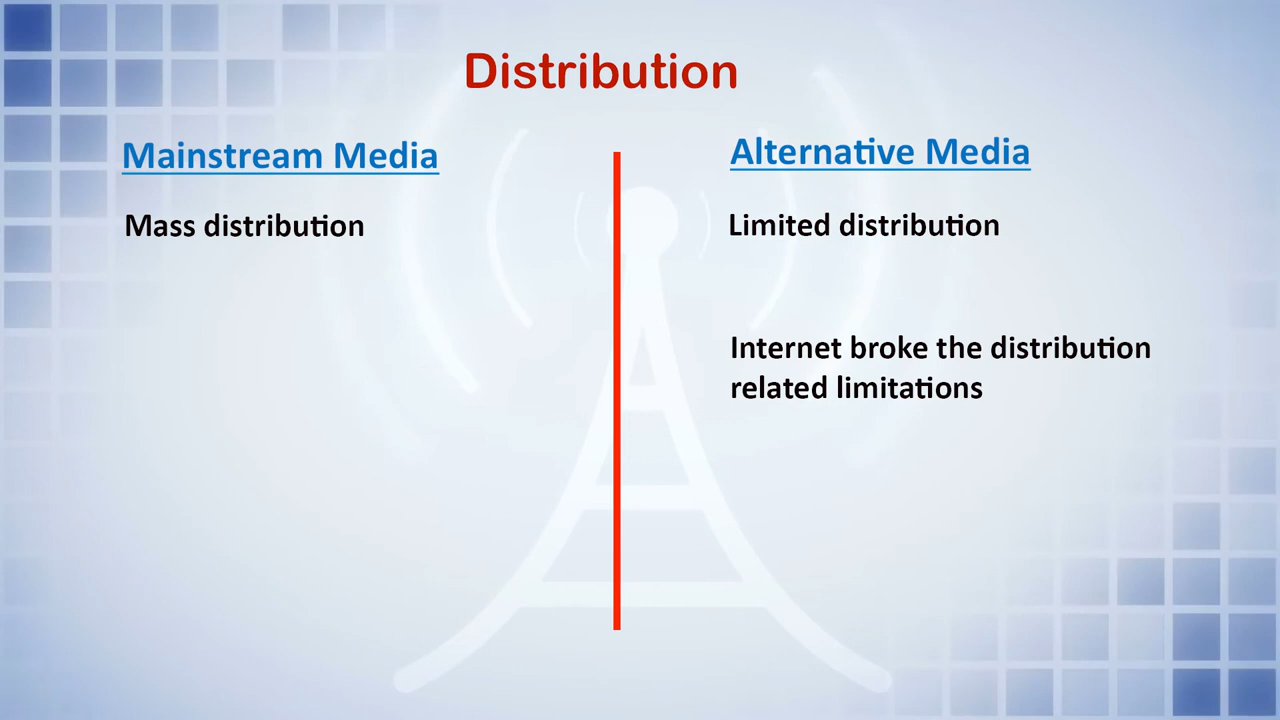 Distribution
Mainstream Media
Mass distribution
Alternative Media
Limited distribution
Internet broke the distribution
related limitations